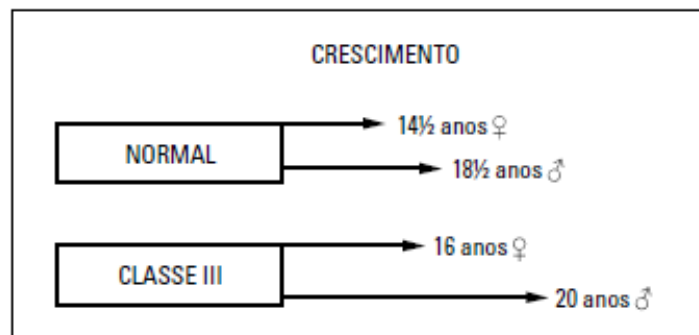 CRESCIMENTO
14½ anos ♀
NORMAL
18½ anos ♂
16 anos ♀
CLASSE III
20 anos ♂